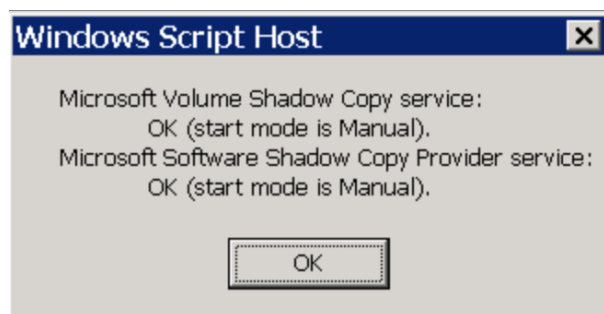 Windows Script Host
Microsoft Volume Shadow Copy service:
OK (start mode is Manual).
Microsoft Software Shadow Copy Provider service:
OK (start mode is Manual).
OK